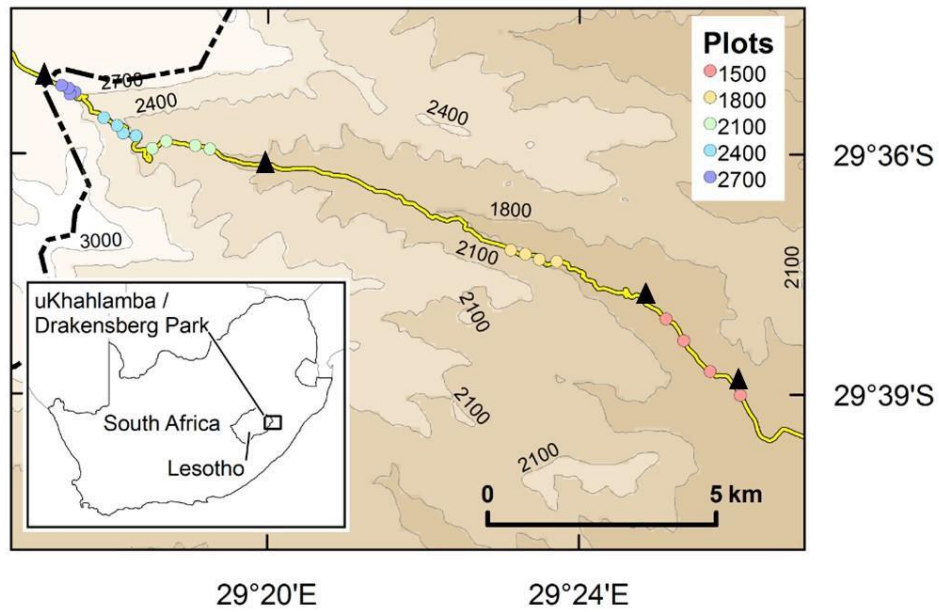 Plots
1500
1800
2100
2400
2700
2700
2400
2400
29°36'S
1800
3000
2100
2100
2100
uKhahlamba /
Drakensberg Park
South Africa
Lesotho
2100
29°39'S
2100
0 5 km
29°20'E 29°24'E